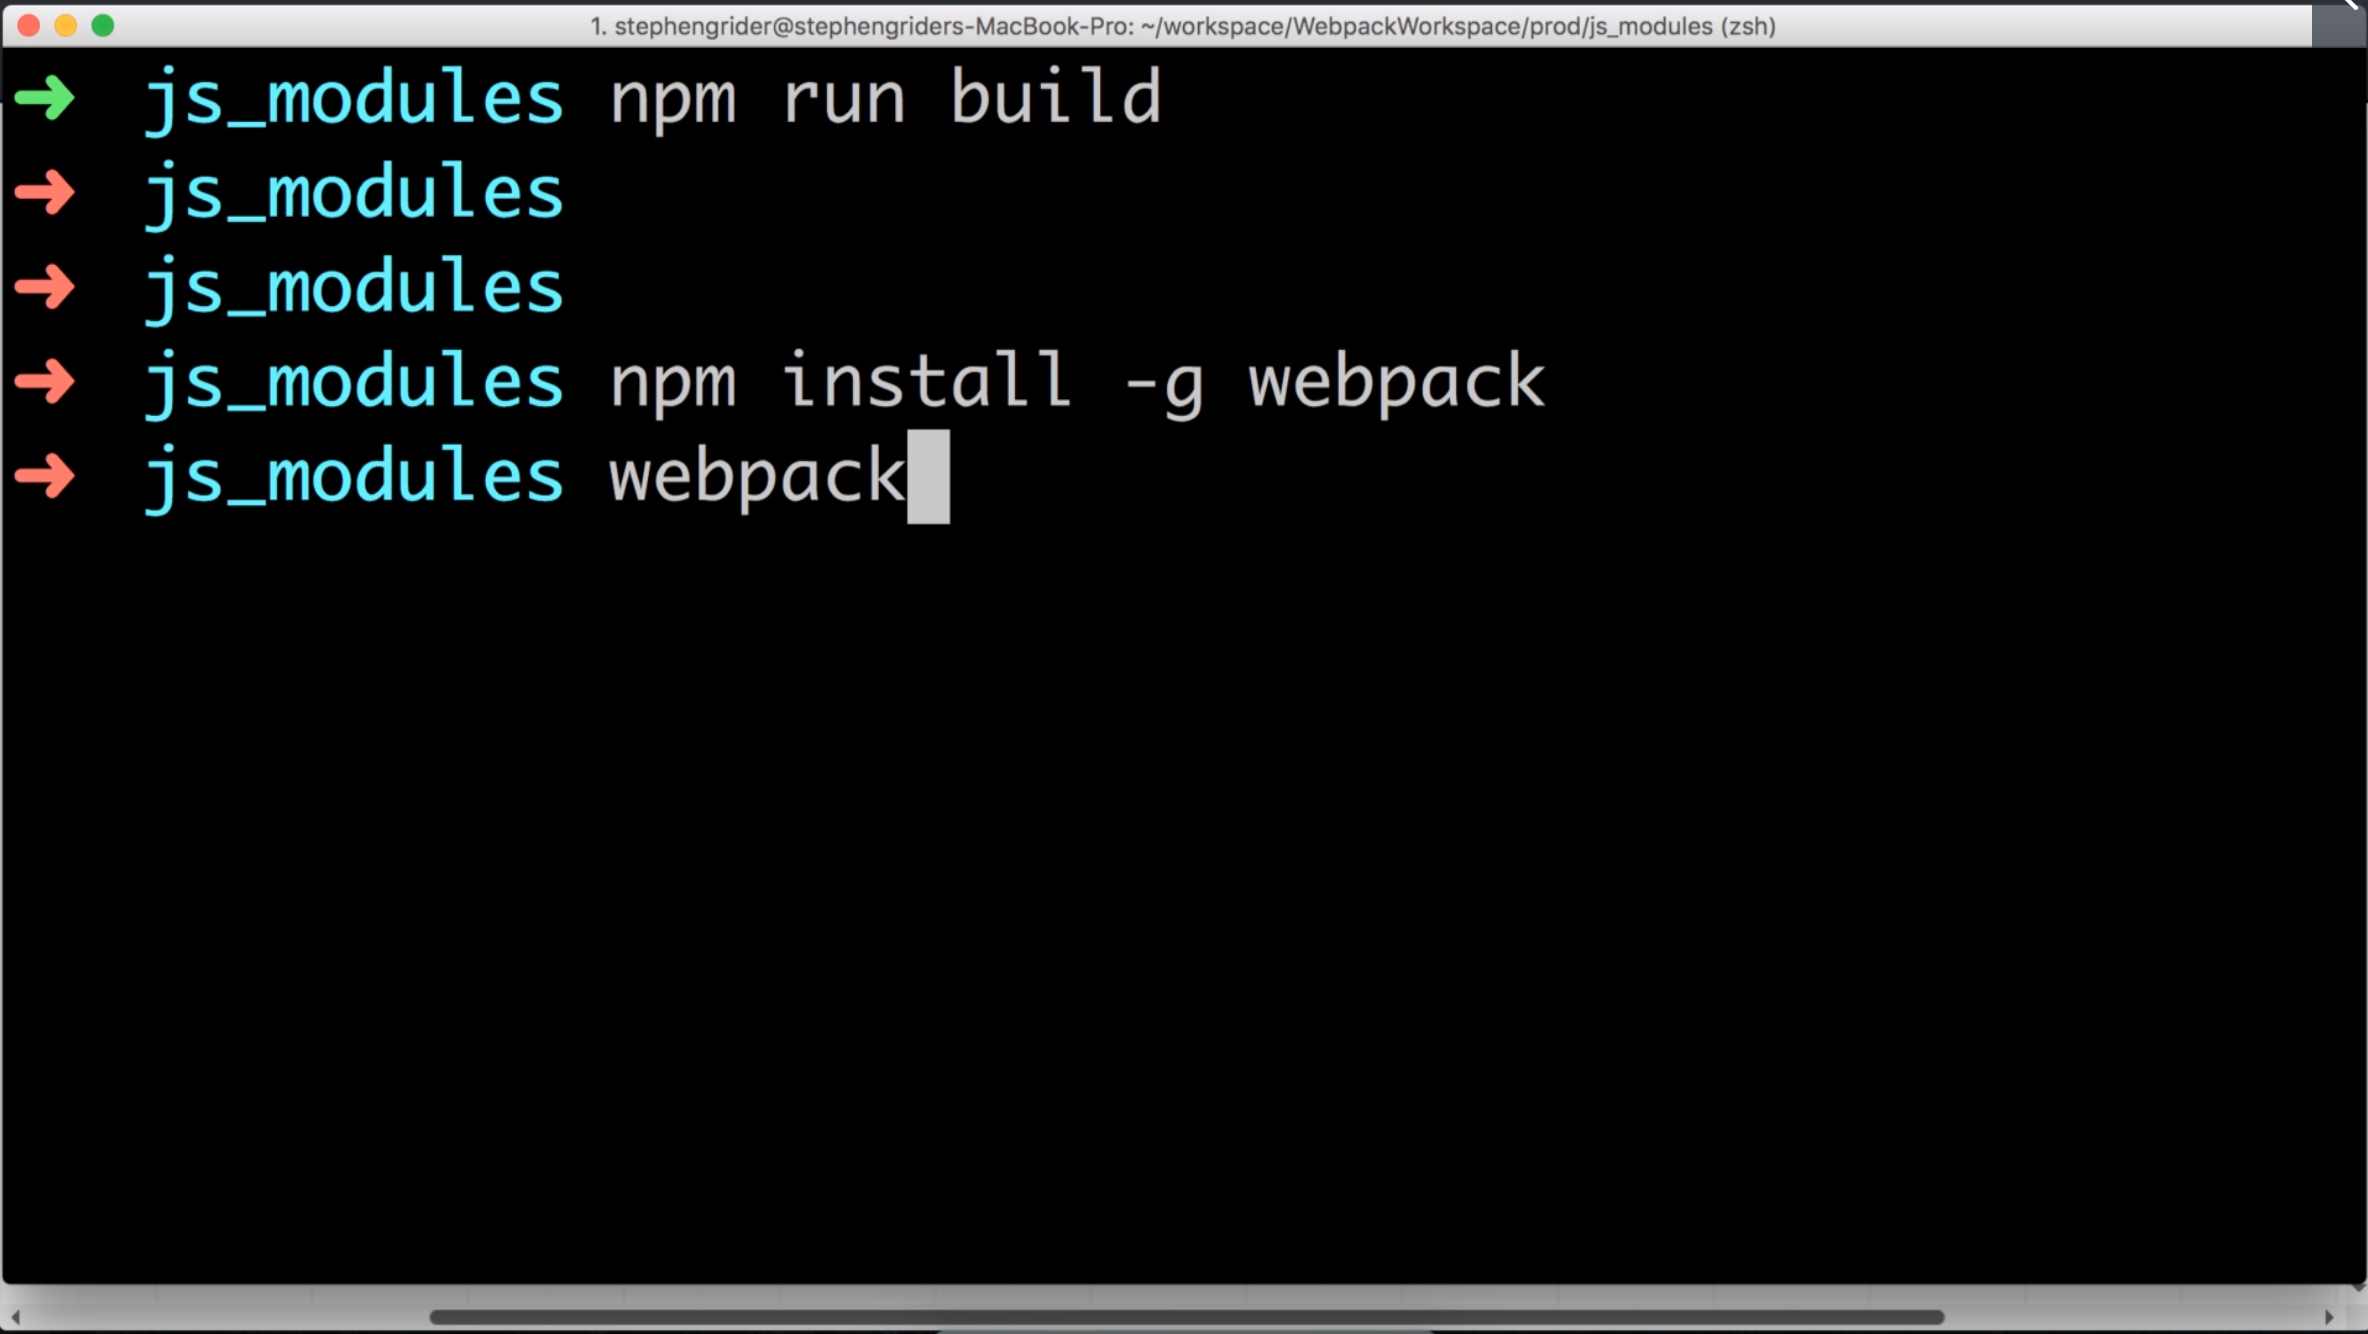 1. stephengrider@stephengriders-MacBook-Pro: ~/workspace/WebpackWorkspace/prod/js_modules (zsh)
➜ js_modules npm run build
➜ js_modules
➜ js_modules
➜ js_modules npm install -g webpack
➜ js_modules webpack